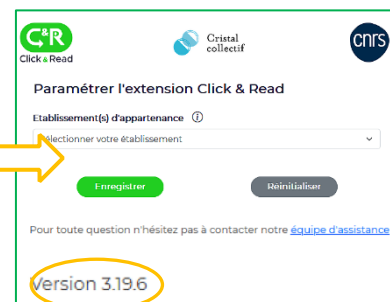 C&R
Click & Read
Cristal
collectif
cnrs
Paramétrer l'extension Click & Read
Etablissement(s) d'appartenance i
Sélectionner votre établissement
Enregistrer
Réinitialiser
Pour toute question n'hésitez pas à contacter notre équipe d'assistance
Version 3.19.6